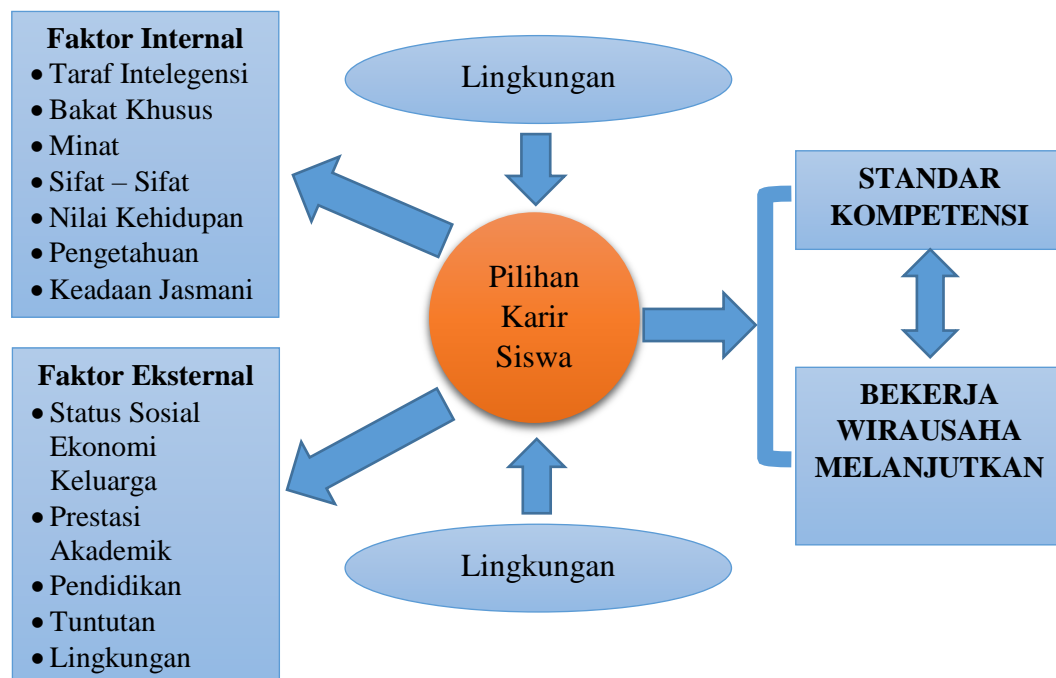 Faktor Internal
• Taraf Intelegensi
• Bakat Khusus
• Minat
• Sifat – Sifat
• Nilai Kehidupan
• Pengetahuan
• Keadaan Jasmani
Faktor Eksternal
• Status Sosial
Ekonomi
Keluarga
• Prestasi
Akademik
• Pendidikan
• Tuntutan
• Lingkungan
Lingkungan
Pilihan
Karir
Siswa
Lingkungan
STANDAR
KOMPETENSI
BEKERJA
WIRAUSAHA
MELANJUTKAN